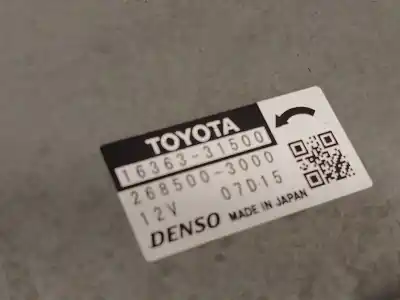 TOYOTA
16363-31500
268500-3000
12V 07D15
DENSO MADE IN JAPAN